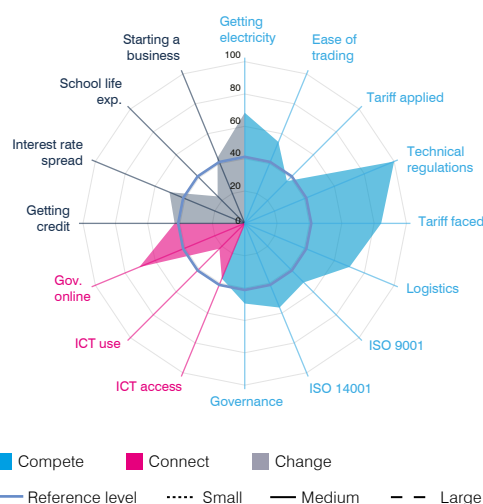 Getting
electricity
Starting a
business
Ease of
trading
100
School life
exp.
80
Tariff applied
60
Interest rate
spread
40
Technical
regulations
20
Getting
credit
0
Tariff faced
Gov.
online
Logistics
ICT use
ISO 9001
ICT access
ISO 14001
Governance
Compete
Connect
Change
Reference level
Small
Medium
Large